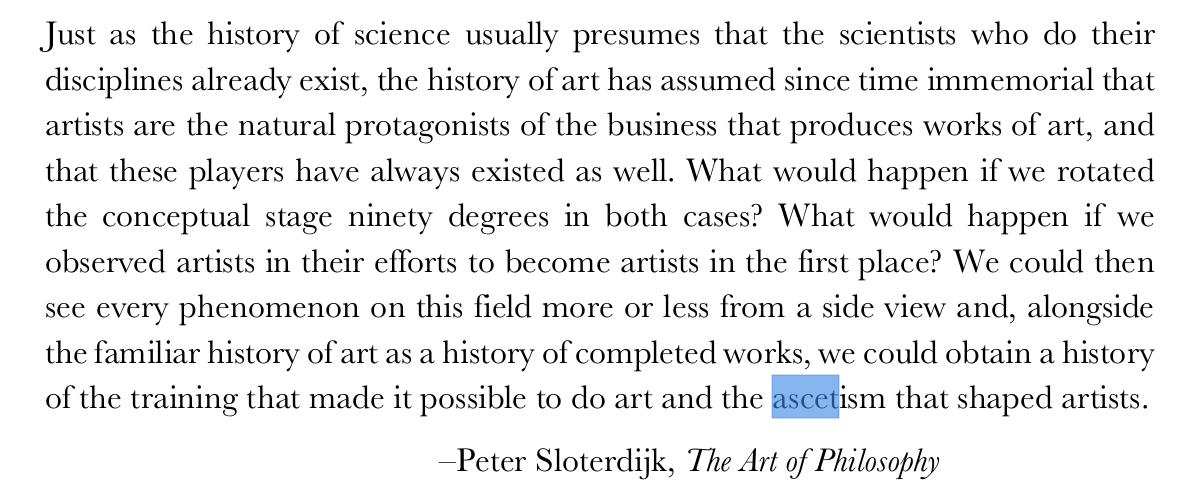 Just as the history of science usually presumes that the scientists who do their
disciplines already exist, the history of art has assumed since time immemorial that
artists are the natural protagonists of the business that produces works of art, and
that these players have always existed as well. What would happen if we rotated
the conceptual stage ninety degrees in both cases? What would happen if we
observed artists in their efforts to become artists in the first place? We could then
see every phenomenon on this field more or less from a side view and, alongside
the familiar history of art as a history of completed works, we could obtain a history
of the training that made it possible to do art and the ascetism that shaped artists.
–Peter Sloterdijk, The Art of Philosophy